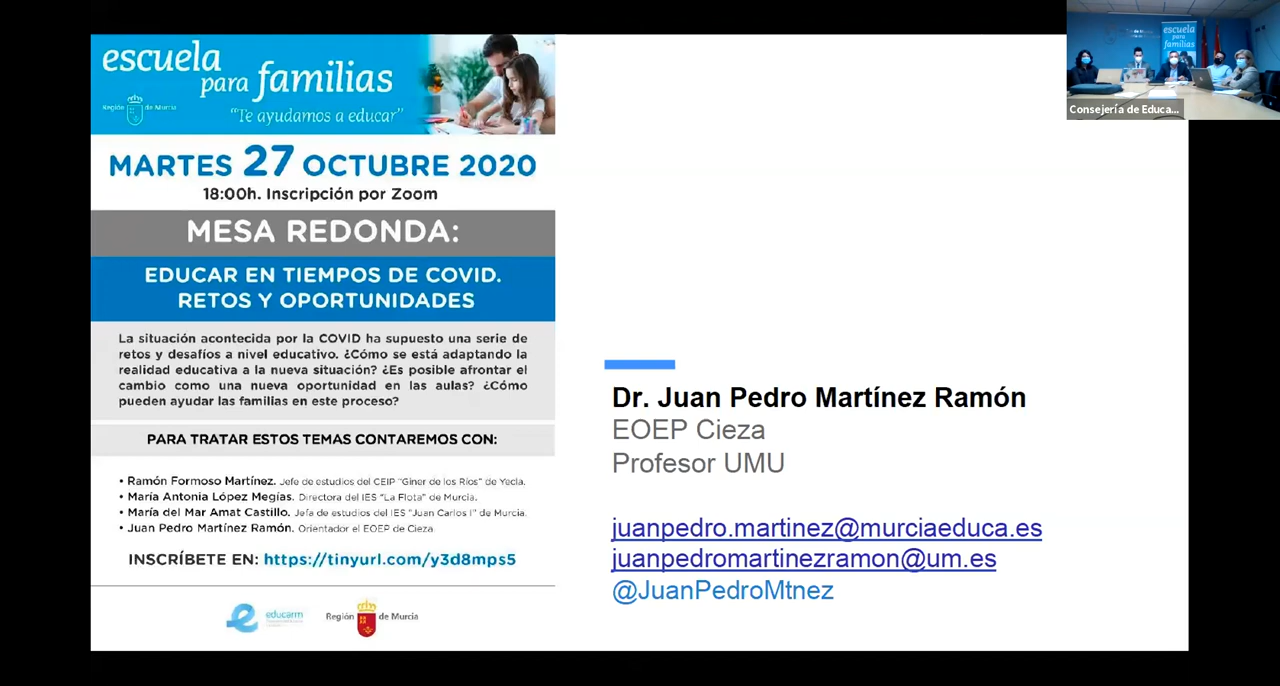 escuela
para familias
Región de Murcia
"Te ayudamos a educar"
MARTES 27 OCTUBRE 2020
18:00h. Inscripción por Zoom
MESA REDONDA:
EDUCAR EN TIEMPOS DE COVID.
RETOS Y OPORTUNIDADES
La situación acontecida por la COVID ha supuesto una serie de
retos y desafíos a nivel educativo. ¿Cómo se está adaptando la
realidad educativa a la nueva situación? ¿Es posible afrontar el
cambio como una nueva oportunidad en las aulas? ¿Cómo
pueden ayudar las familias en este proceso?
PARA TRATAR ESTOS TEMAS CONTAREMOS CON:
• Ramón Formoso Martínez. Jefe de estudios del CEIP "Giner de los Ríos" de Yecla.
• María Antonia López Megías. Directora del IES "La Flota" de Murcia.
• María del Mar Amat Castillo. Jefa de estudios del IES "Juan Carlos I" de Murcia.
• Juan Pedro Martínez Ramón. Orientador el EOEP de Cieza
INSCRÍBETE EN: https://tinyurl.com/y3d8mps5
educarm
Región de Murcia
Dr. Juan Pedro Martínez Ramón
EOEP Cieza
Profesor UMU
juanpedro.martinez@murciaeduca.es
juanpedromartinezramon@um.es
@JuanPedroMtnez
escuela
para
familias
Consejería de Educa...